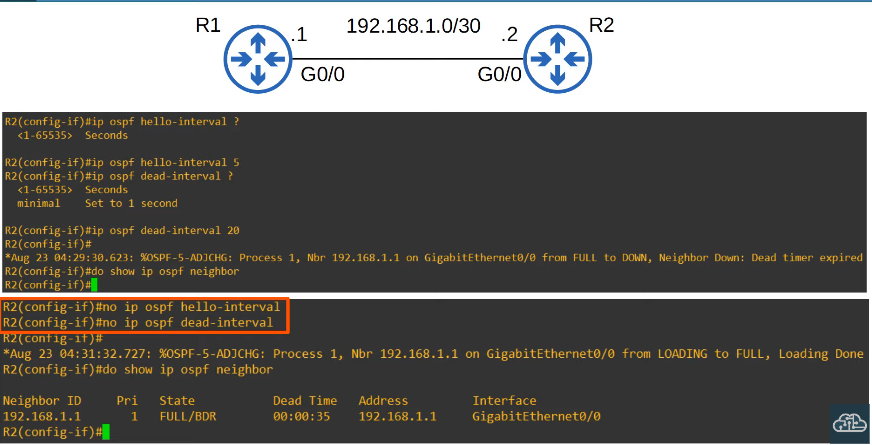 R1 .1 192.168.1.0/30 .2 R2
G0/0 G0/0
R2(config-if)#ip ospf hello-interval ?
<1-65535> Seconds
R2(config-if)#ip ospf hello-interval 5
R2(config-if)#ip ospf dead-interval ?
<1-65535> Seconds
minimal Set to 1 second
R2(config-if)#ip ospf dead-interval 20
R2(config-if)#
*Aug 23 04:29:30.623: %OSPF-5-ADJCHG: Process 1, Nbr 192.168.1.1 on GigabitEthernet0/0 from FULL to DOWN, Neighbor Down: Dead timer expired
R2(config-if)#do show ip ospf neighbor
R2(config-if)#
R2(config-if)#no ip ospf hello-interval
R2(config-if)#no ip ospf dead-interval
R2(config-if)#
*Aug 23 04:31:32.727: %OSPF-5-ADJCHG: Process 1, Nbr 192.168.1.1 on GigabitEthernet0/0 from LOADING to FULL, Loading Done
R2(config-if)#do show ip ospf neighbor
Neighbor ID Pri State Dead Time Address Interface
192.168.1.1 1 FULL/BDR 00:00:35 192.168.1.1 GigabitEthernet0/0
R2(config-if)#